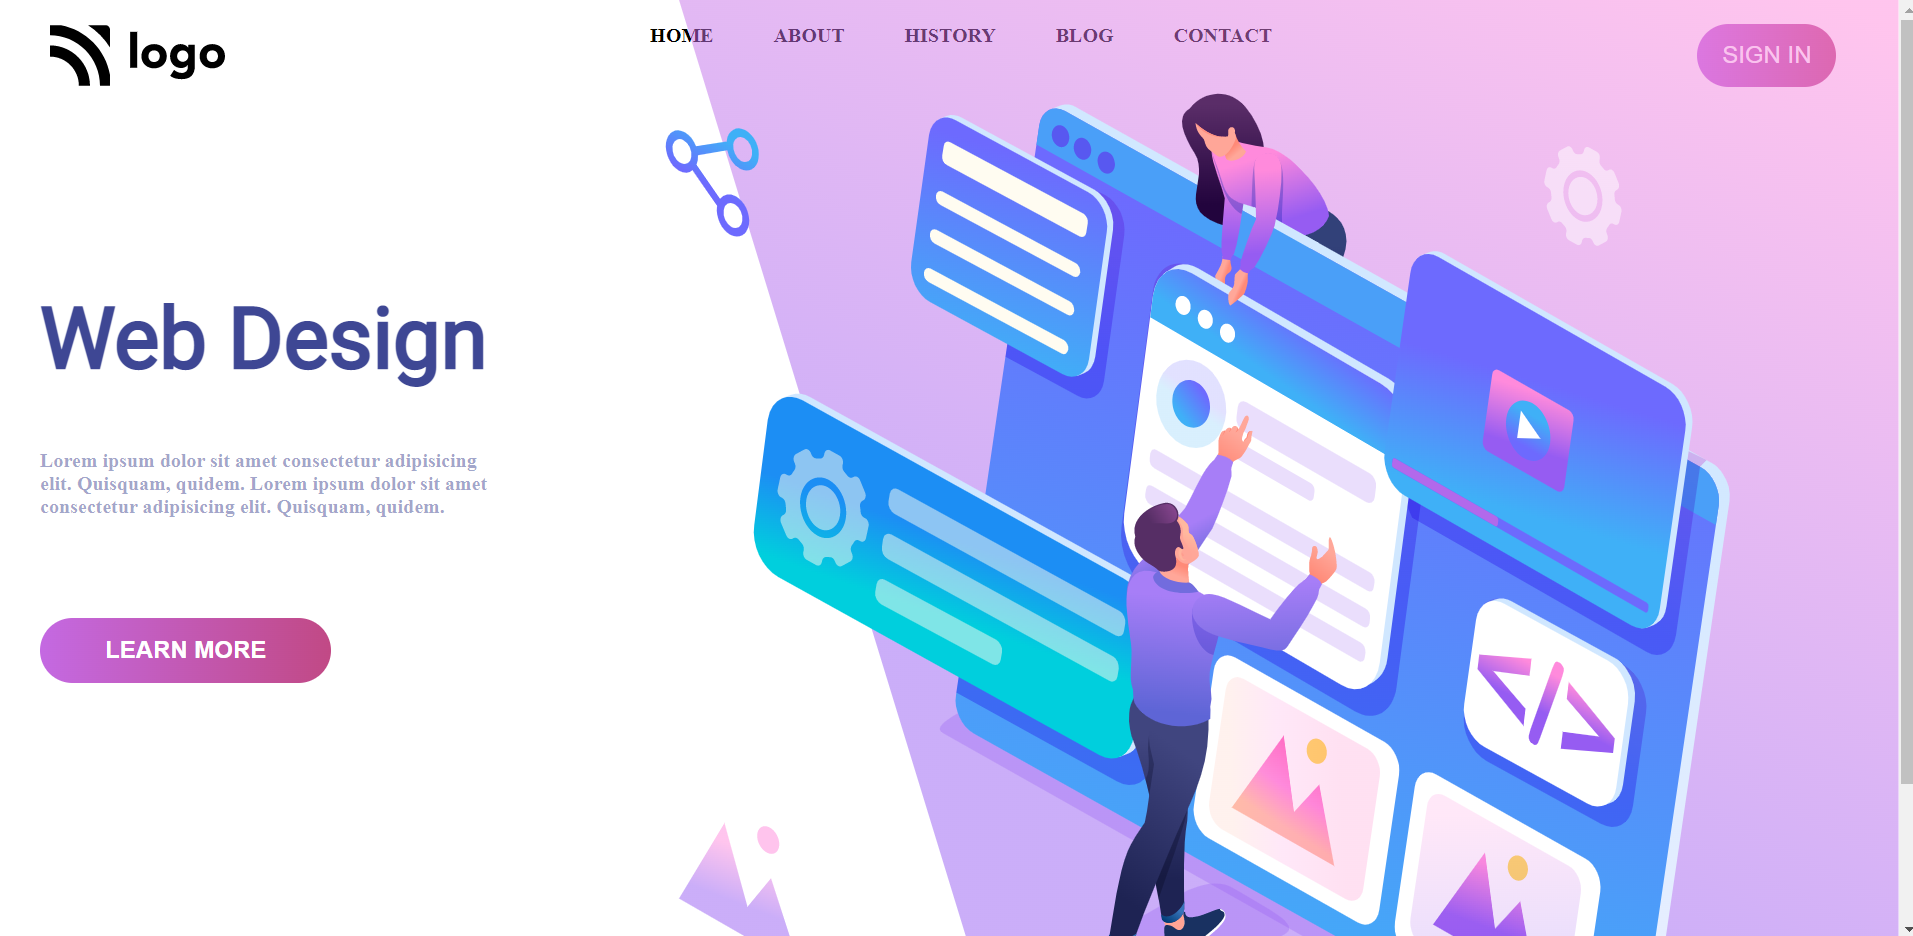 logo
HOME ABOUT HISTORY BLOG CONTACT
SIGN IN
Web Design
Lorem ipsum dolor sit amet consectetur adipisicing
elit. Quisquam, quidem. Lorem ipsum dolor sit amet
consectetur adipisicing elit. Quisquam, quidem.
LEARN MORE
</>